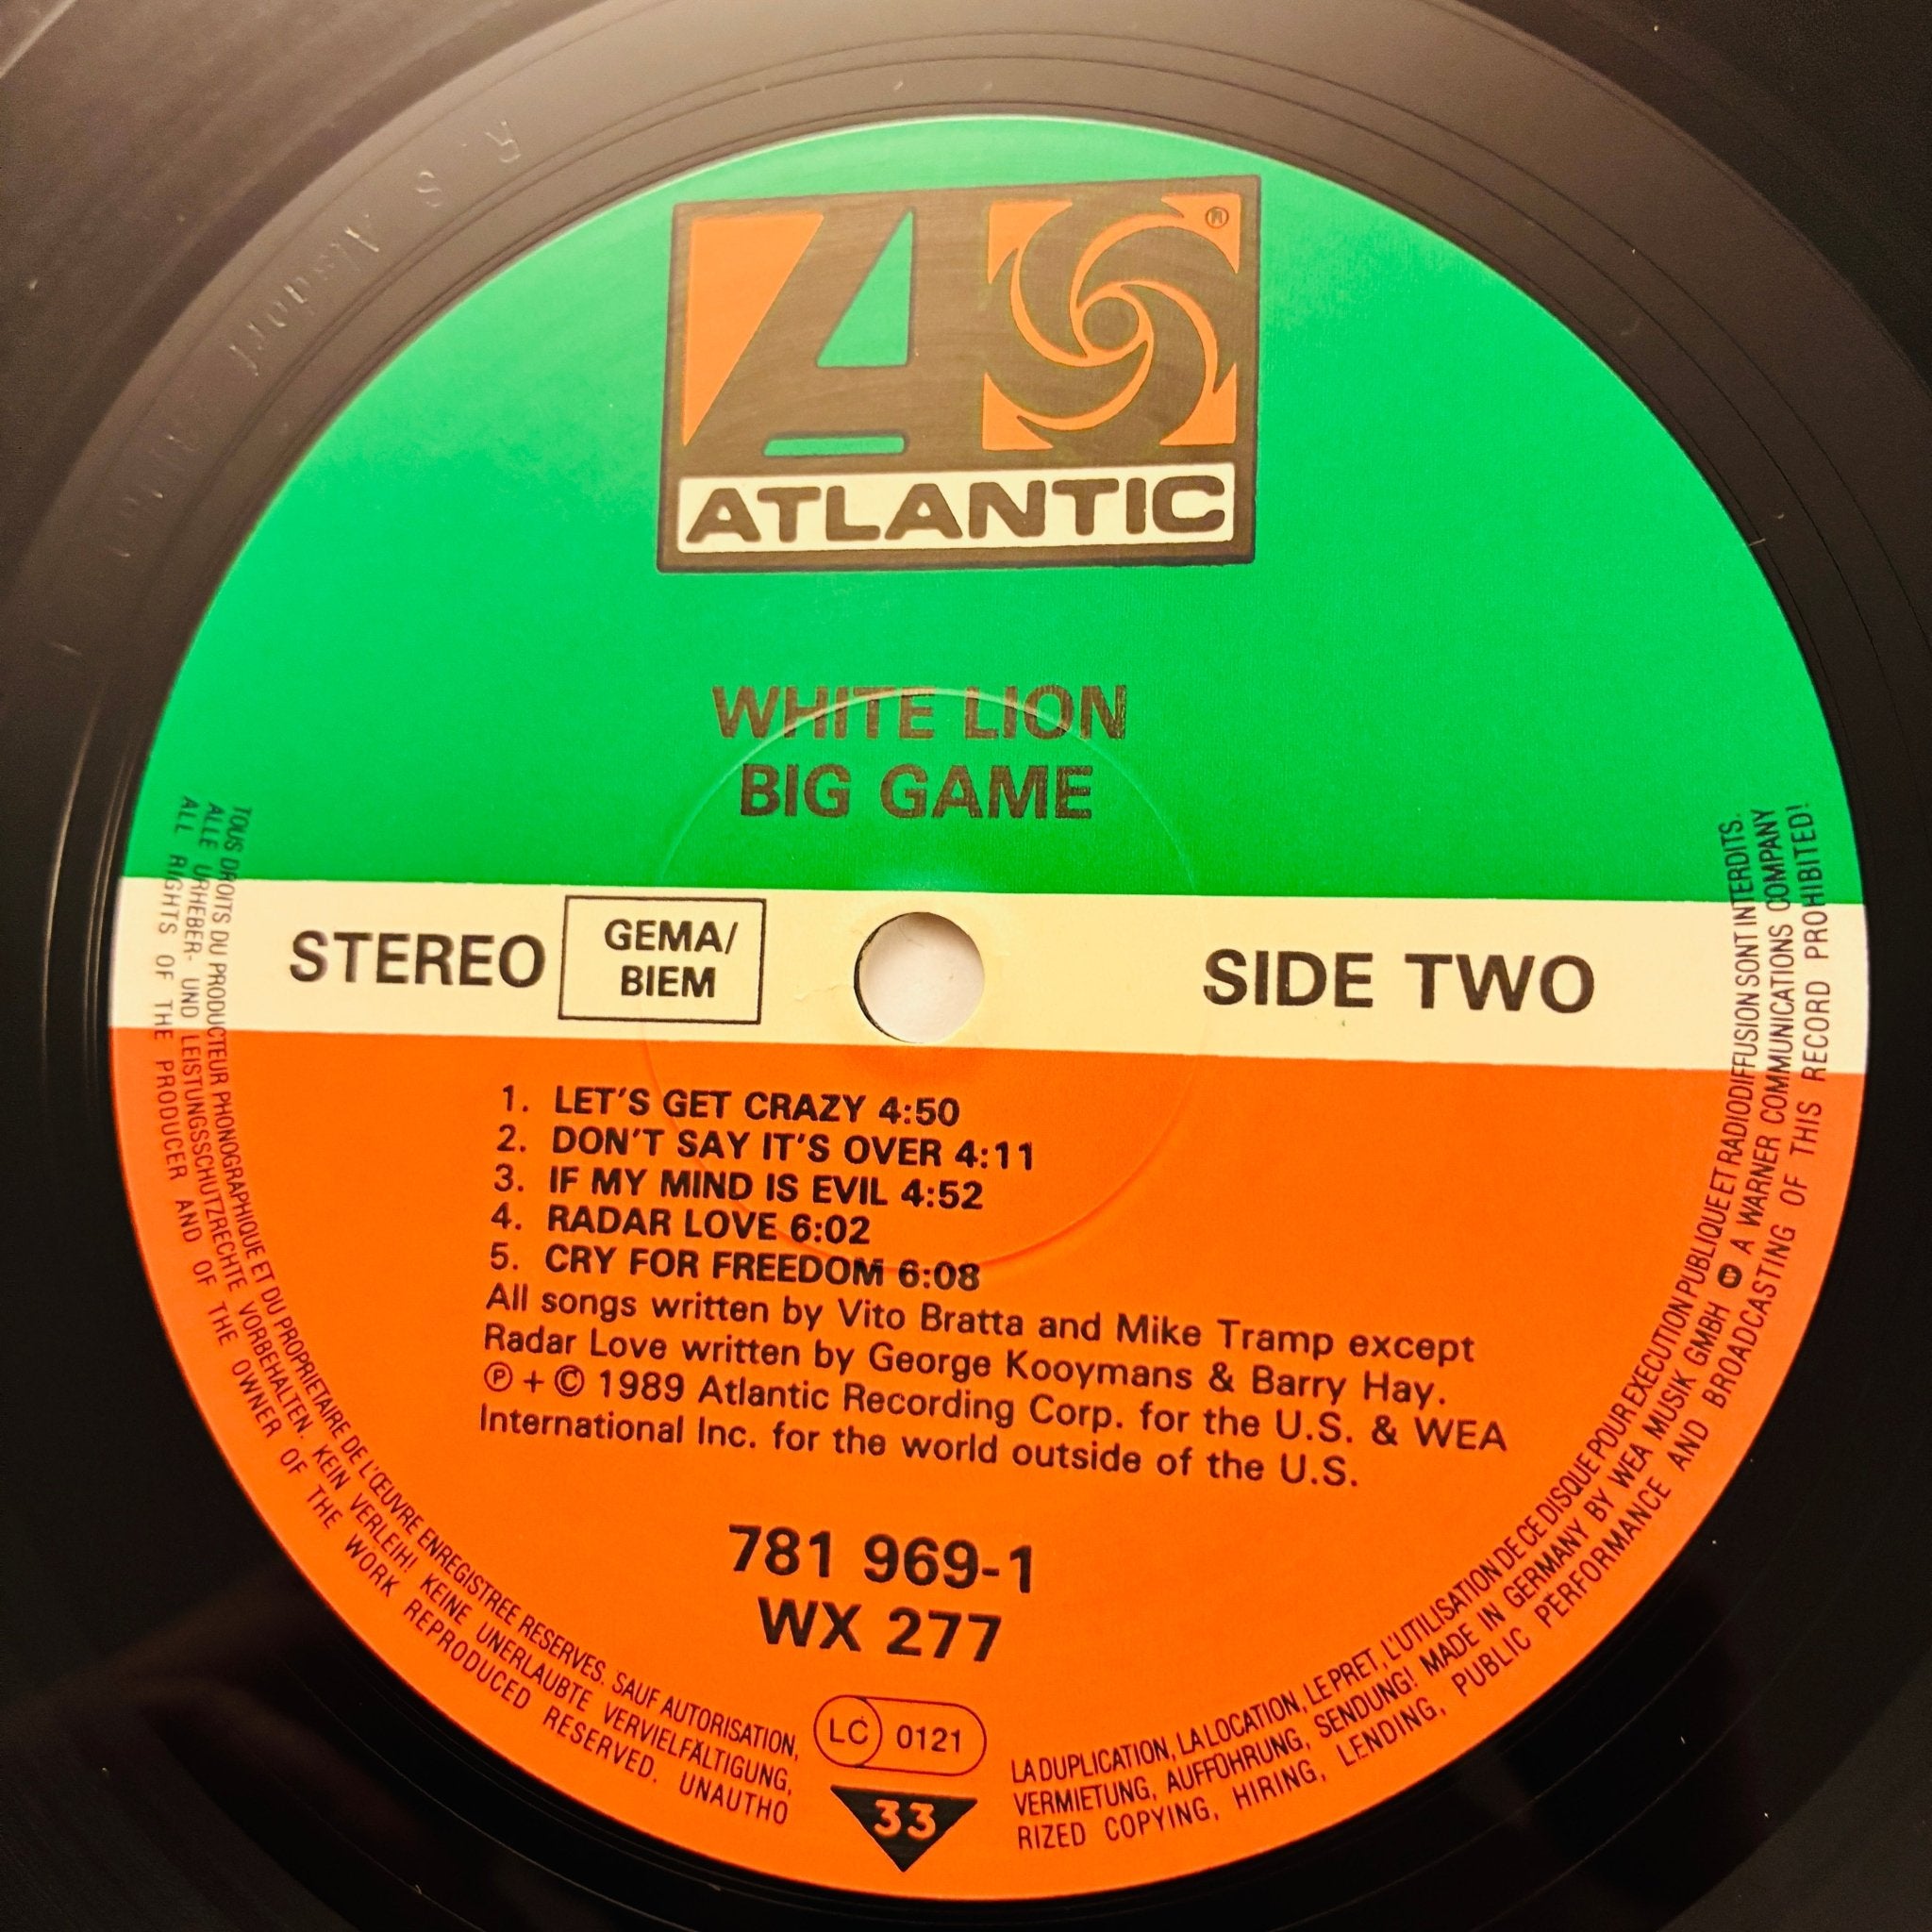 R/S Alsdorf
®
ATLANTIC
WHITE LION
BIG GAME
STEREO
GEMA/
BIEM
SIDE TWO
1. LET'S GET CRAZY 4:50
2. DON'T SAY IT'S OVER 4:11
3. IF MY MIND IS EVIL 4:52
4. RADAR LOVE 6:02
5. CRY FOR FREEDOM 6:08
All songs written by Vito Bratta and Mike Tramp except
Radar Love written by George Kooymans & Barry Hay.
℗ + © 1989 Atlantic Recording Corp. for the U.S. & WEA
International Inc. for the world outside of the U.S.
781 969-1
WX 277
LC 0121
33
TOUS DROITS DU PRODUCTEUR PHONOGRAPHIQUE ET DU PROPRIETAIRE DE L'ŒUVRE ENREGISTREE RESERVES. SAUF AUTORISATION, LA DUPLICATION, LA LOCATION, LE PRET, L'UTILISATION DE CE DISQUE POUR EXECUTION PUBLIQUE ET RADIODIFFUSION SONT INTERDITS.
ALLE URHEBER- UND LEISTUNGSSCHUTZRECHTE VORBEHALTEN. KEIN VERLEIH! KEINE UNERLAUBTE VERVIELFÄLTIGUNG, VERMIETUNG, AUFFÜHRUNG, SENDUNG! MADE IN GERMANY BY WEA MUSIK GMBH A WARNER COMMUNICATIONS COMPANY
ALL RIGHTS OF THE PRODUCER AND OF THE OWNER OF THE WORK REPRODUCED RESERVED. UNAUTHORIZED COPYING, HIRING, LENDING, PUBLIC PERFORMANCE AND BROADCASTING OF THIS RECORD PROHIBITED!